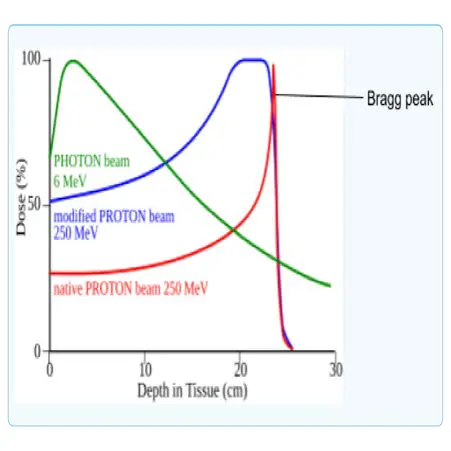 100
Bragg peak
PHOTON beam
6 MeV
50
modified PROTON beam
250 MeV
native PROTON beam 250 MeV
Dose (%)
0
0 10 20 30
Depth in Tissue (cm)